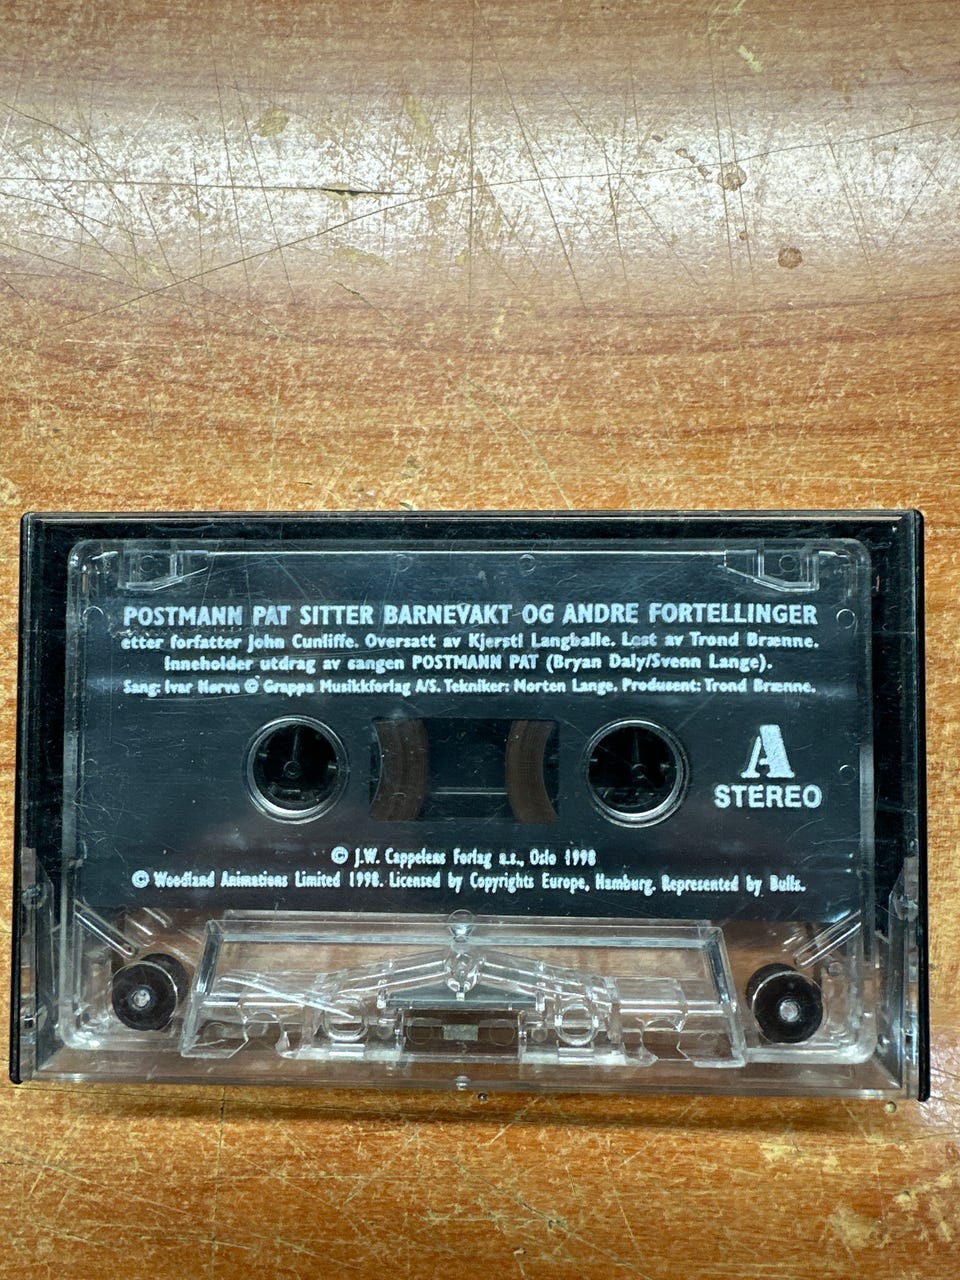 POSTMANN PAT SITTER BARNEVAKT OG ANDRE FORTELLINGER
etter forfatter John Cunliffe. Oversatt av Kjersti Langballe. Lest av Trond Brænne.
Inneholder utdrag av sangen POSTMANN PAT (Bryan Daly/Svenn Lange).
Sang: Ivar Nørve © Grappa Musikkforlag A/S. Tekniker: Morten Lange. Produsent: Trond Brænne.
A
STEREO
© J.W. Cappelens Forlag a.s., Oslo 1998
© Woodland Animations Limited 1998. Licensed by Copyrights Europe, Hamburg. Represented by Bulls.